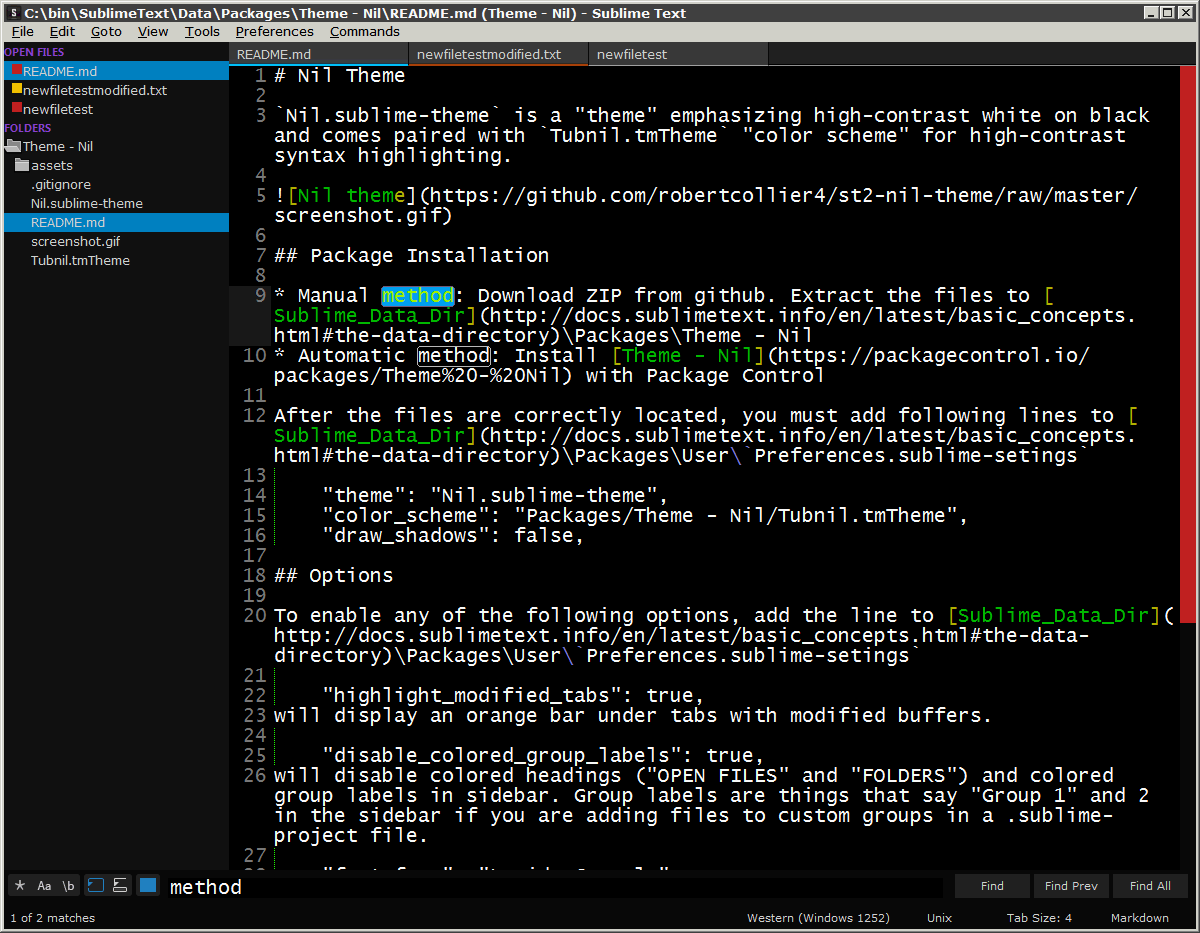 C:\bin\SublimeText\Data\Packages\Theme - Nil\README.md (Theme - Nil) - Sublime Text
File Edit Goto View Tools Preferences Commands
OPEN FILES
README.md
newfiletestmodified.txt
newfiletest
FOLDERS
Theme - Nil
assets
.gitignore
Nil.sublime-theme
README.md
screenshot.gif
Tubnil.tmTheme
README.md newfiletestmodified.txt newfiletest
1 # Nil Theme
2
3 `Nil.sublime-theme` is a "theme" emphasizing high-contrast white on black
and comes paired with `Tubnil.tmTheme` "color scheme" for high-contrast
syntax highlighting.
4
5 ![Nil theme](https://github.com/robertcollier4/st2-nil-theme/raw/master/
screenshot.gif)
6
7 ## Package Installation
8
9 * Manual method: Download ZIP from github. Extract the files to [
Sublime_Data_Dir](http://docs.sublimetext.info/en/latest/basic_concepts.
html#the-data-directory)\Packages\Theme - Nil
10 * Automatic method: Install [Theme - Nil](https://packagecontrol.io/
packages/Theme%20-%20Nil) with Package Control
11
12 After the files are correctly located, you must add following lines to [
Sublime_Data_Dir](http://docs.sublimetext.info/en/latest/basic_concepts.
html#the-data-directory)\Packages\User\`Preferences.sublime-setings`
13
14 "theme": "Nil.sublime-theme",
15 "color_scheme": "Packages/Theme - Nil/Tubnil.tmTheme",
16 "draw_shadows": false,
17
18 ## Options
19
20 To enable any of the following options, add the line to [Sublime_Data_Dir](
http://docs.sublimetext.info/en/latest/basic_concepts.html#the-data-
directory)\Packages\User\`Preferences.sublime-setings`
21
22 "highlight_modified_tabs": true,
23 will display an orange bar under tabs with modified buffers.
24
25 "disable_colored_group_labels": true,
26 will disable colored headings ("OPEN FILES" and "FOLDERS") and colored
group labels in sidebar. Group labels are things that say "Group 1" and 2
in the sidebar if you are adding files to custom groups in a .sublime-
project file.
27
.* Aa \b method Find Find Prev Find All
1 of 2 matches Western (Windows 1252) Unix Tab Size: 4 Markdown